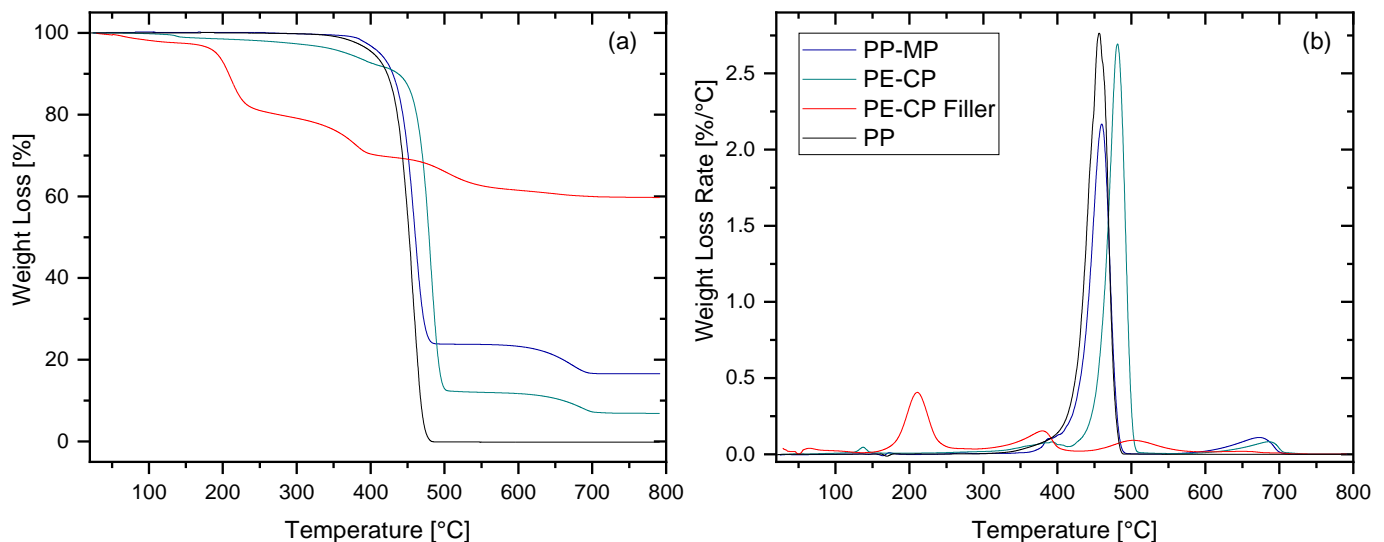 (a)
Weight Loss [%]
100
80
60
40
20
0
100 200 300 400 500 600 700 800
Temperature [°C]
(b)
PP-MP
PE-CP
PE-CP Filler
PP
Weight Loss Rate [%/°C]
2.5
2.0
1.5
1.0
0.5
0.0
100 200 300 400 500 600 700 800
Temperature [°C]